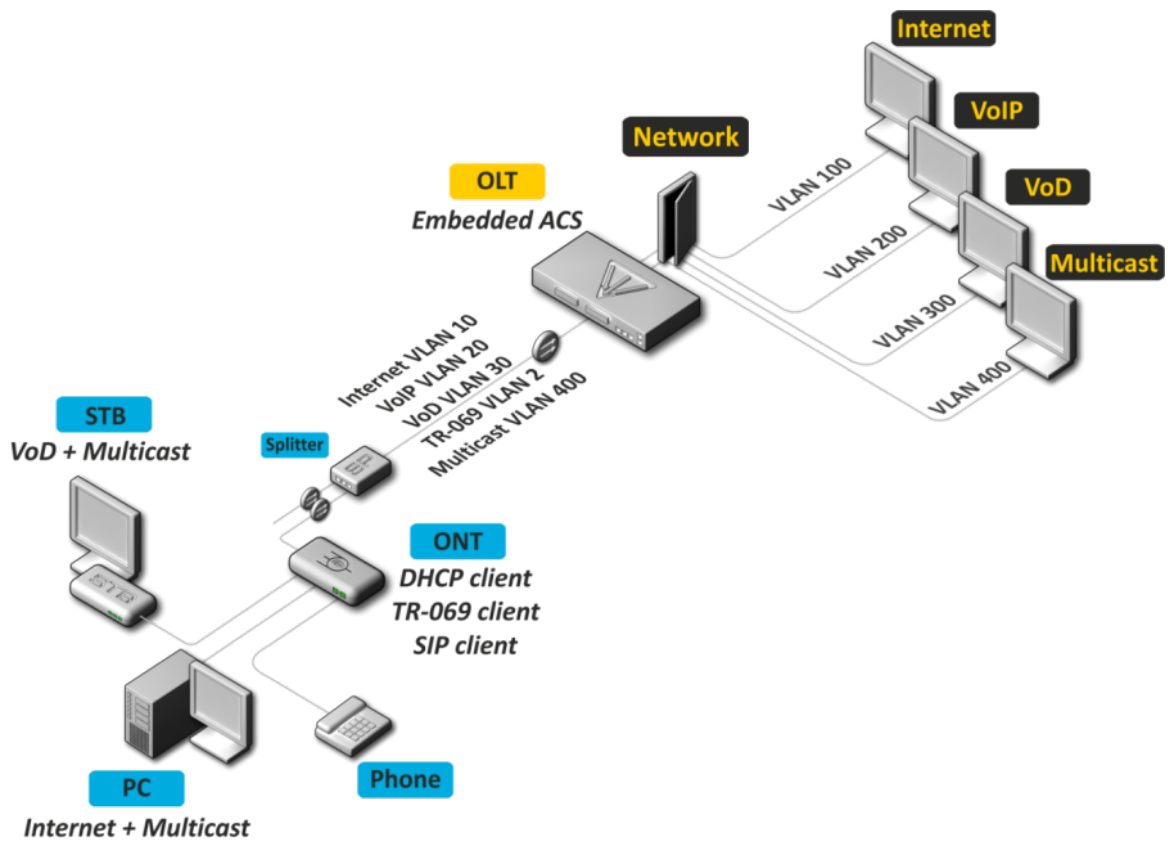 Internet
VoIP
VoD
Multicast
Network
VLAN 100
VLAN 200
VLAN 300
VLAN 400
OLT
Embedded ACS
Internet VLAN 10
VoIP VLAN 20
VoD VLAN 30
TR-069 VLAN 2
Multicast VLAN 400
Splitter
STB
VoD + Multicast
STB
ONT
DHCP client
TR-069 client
SIP client
PC
Internet + Multicast
Phone